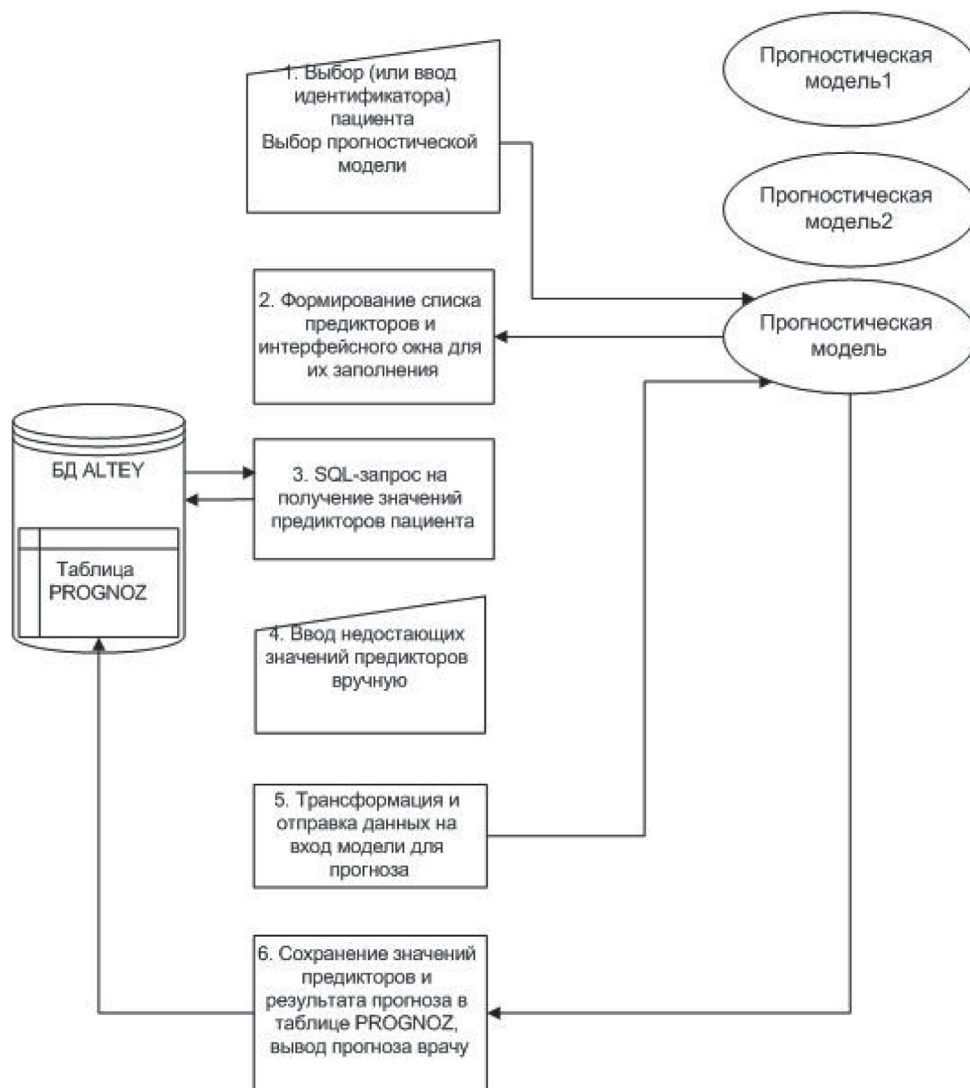 1. Выбор (или ввод
идентификатора)
пациента
Выбор прогностической
модели
Прогностическая
модель1
Прогностическая
модель2
Прогностическая
модель
2. Формирование списка
предикторов и
интерфейсного окна для
их заполнения
БД ALTEY
Таблица
PROGNOZ
3. SQL-запрос на
получение значений
предикторов пациента
4. Ввод недостающих
значений предикторов
вручную
5. Трансформация и
отправка данных на
вход модели для
прогноза
6. Сохранение значений
предикторов и
результата прогноза в
таблице PROGNOZ,
вывод прогноза врачу